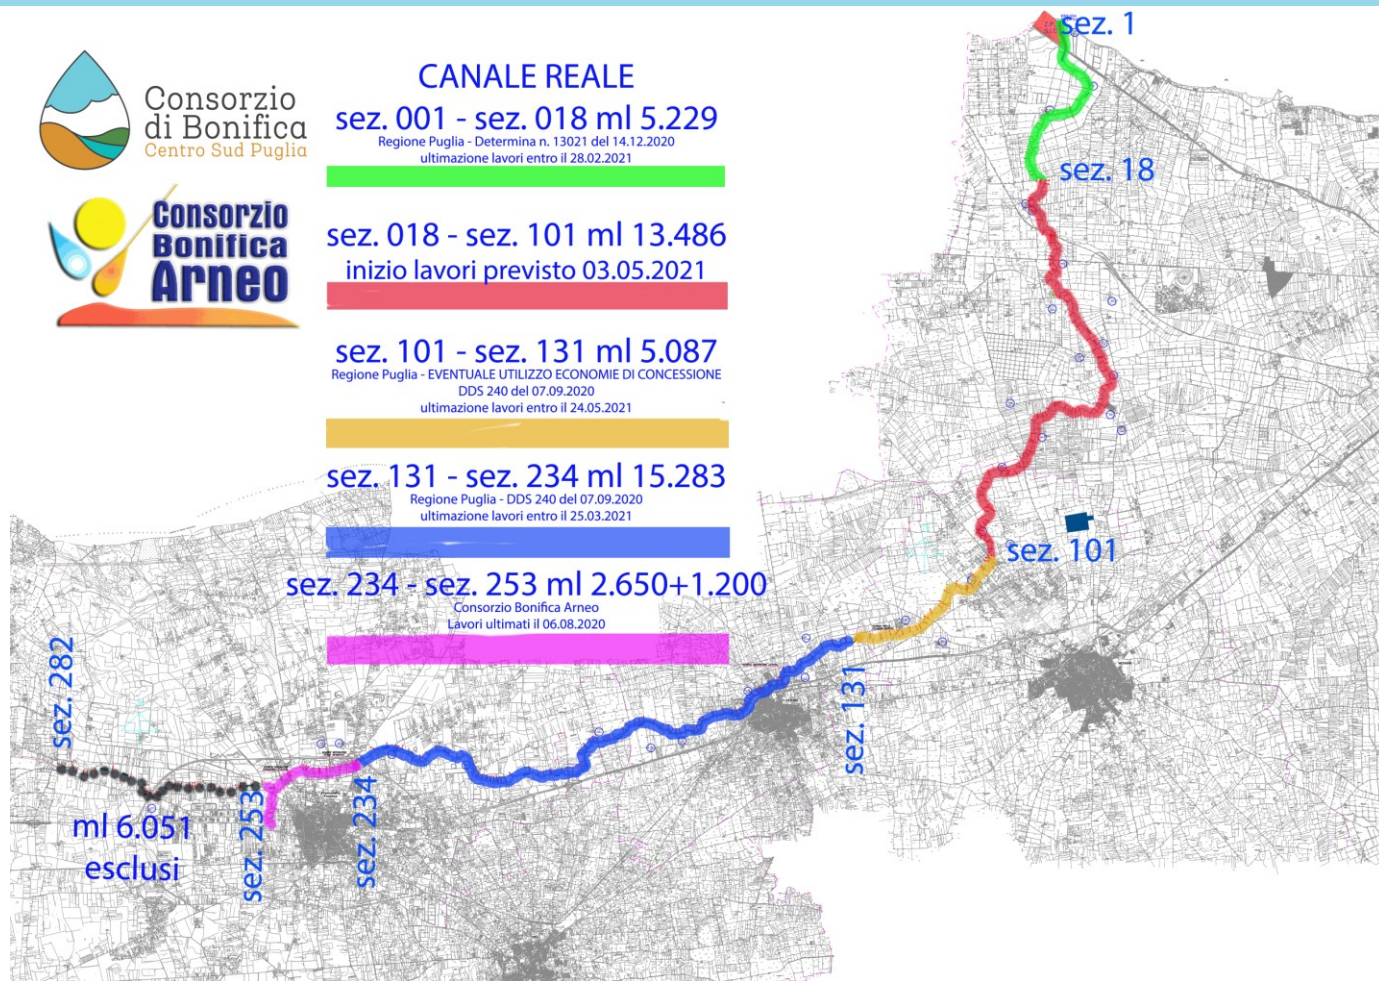 Consorzio
di Bonifica
Centro Sud Puglia
Consorzio
Bonifica
Arneo
CANALE REALE
sez. 001 - sez. 018 ml 5.229
Regione Puglia - Determina n. 13021 del 14.12.2020
ultimazione lavori entro il 28.02.2021
sez. 018 - sez. 101 ml 13.486
inizio lavori previsto 03.05.2021
sez. 101 - sez. 131 ml 5.087
Regione Puglia - EVENTUALE UTILIZZO ECONOMIE DI CONCESSIONE
DDS 240 del 07.09.2020
ultimazione lavori entro il 24.05.2021
sez. 131 - sez. 234 ml 15.283
Regione Puglia - DDS 240 del 07.09.2020
ultimazione lavori entro il 25.03.2021
sez. 234 - sez. 253 ml 2.650+1.200
Consorzio Bonifica Arneo
Lavori ultimati il 06.08.2020
sez. 1
sez. 18
sez. 101
sez. 131
sez. 234
sez. 253
sez. 282
ml 6.051
esclusi